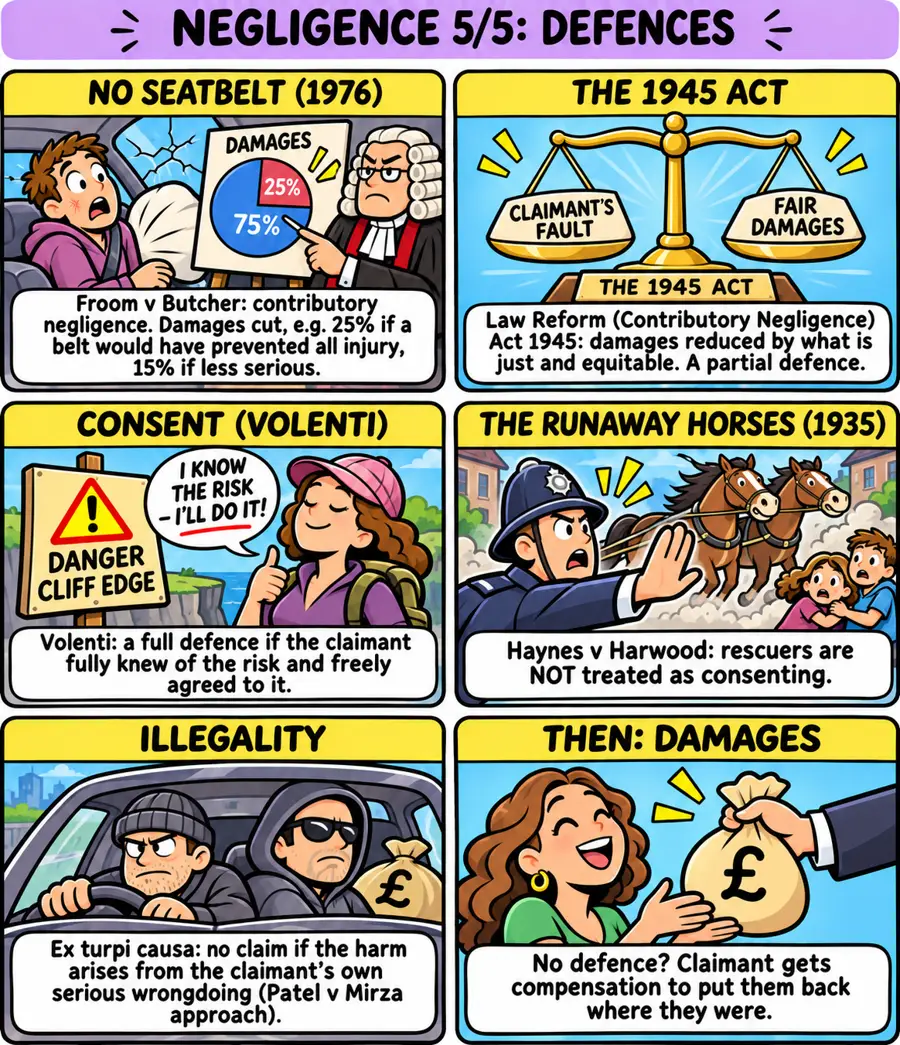 NEGLIGENCE 5/5: DEFENCES
NO SEATBELT (1976)
DAMAGES
25%
75%
Froom v Butcher: contributory
negligence. Damages cut, e.g. 25% if a
belt would have prevented all injury,
15% if less serious.
THE 1945 ACT
CLAIMANT'S
FAULT
FAIR
DAMAGES
THE 1945 ACT
Law Reform (Contributory Negligence)
Act 1945: damages reduced by what is
just and equitable. A partial defence.
CONSENT (VOLENTI)
I KNOW
THE RISK
– I'LL DO IT!
DANGER
CLIFF EDGE
Volenti: a full defence if the claimant
fully knew of the risk and freely
agreed to it.
THE RUNAWAY HORSES (1935)
Haynes v Harwood: rescuers are
NOT treated as consenting.
ILLEGALITY
£
Ex turpi causa: no claim if the harm
arises from the claimant's own
serious wrongdoing (Patel v Mirza
approach).
THEN: DAMAGES
£
No defence? Claimant gets
compensation to put them back
where they were.